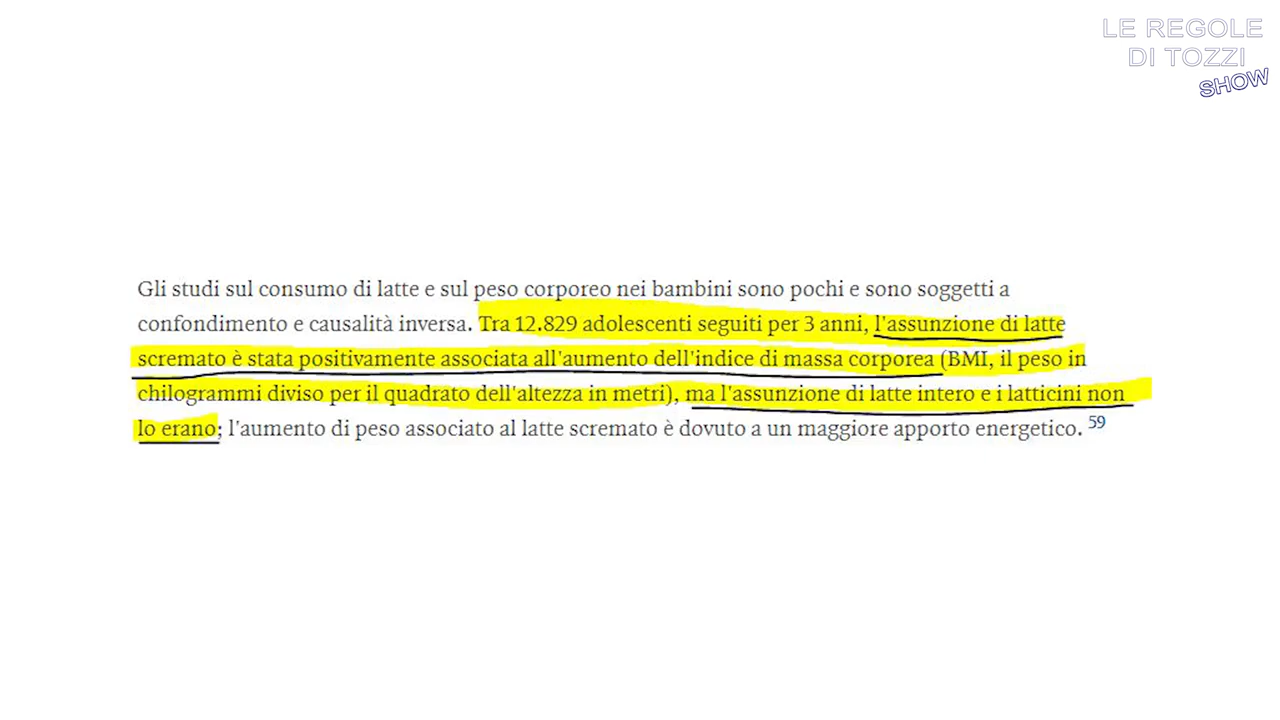 LE REGOLE
DI TOZZI
SHOW
Gli studi sul consumo di latte e sul peso corporeo nei bambini sono pochi e sono soggetti a
confondimento e causalità inversa. Tra 12.829 adolescenti seguiti per 3 anni, l'assunzione di latte
scremato è stata positivamente associata all'aumento dell'indice di massa corporea (BMI, il peso in
chilogrammi diviso per il quadrato dell'altezza in metri), ma l'assunzione di latte intero e i latticini non
lo erano; l'aumento di peso associato al latte scremato è dovuto a un maggiore apporto energetico. 59